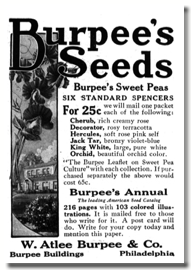 Burpee's
Seeds
Burpee's Sweet Peas
SIX STANDARD SPENCERS
For 25c we will mail one packet
each of the following:
Cherub, rich creamy rose
Decorator, rosy terracotta
Hercules, soft rose pink self
Jack Tar, bronzy violet-blue
King White, large, pure white
Orchid, beautiful orchid color.
"The Burpee Leaflet on Sweet Pea
Culture" with each collection. If pur-
chased separately the above would
cost 65c.
Burpee's Annual
The leading American Seed Catalog
216 pages with 103 colored illus-
trations. It is mailed free to those
who write for it. A post card will
do. Write for your copy today and
mention this paper.
W. Atlee Burpee & Co.
Burpee Buildings Philadelphia